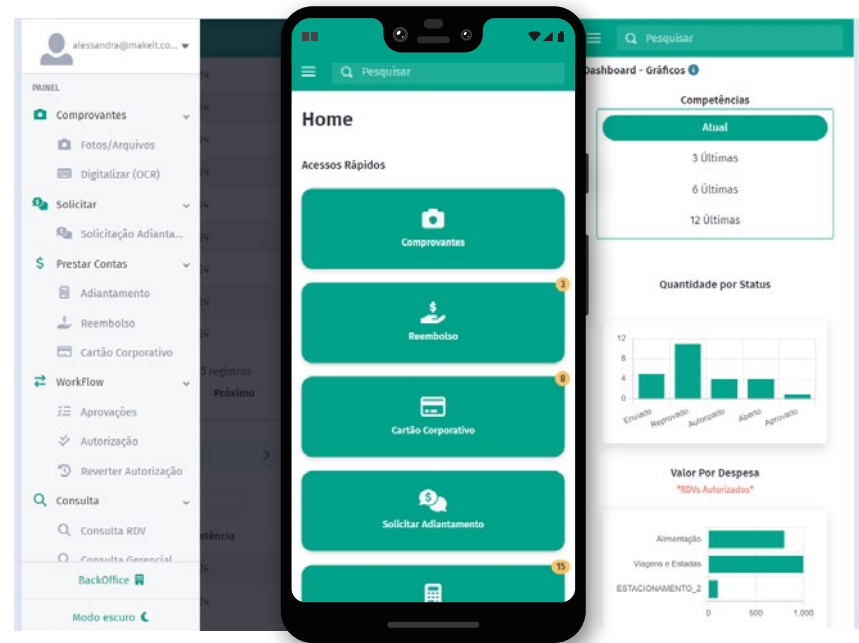 alessandra@makeit.co...
PAINEL
Comprovantes
Fotos/Arquivos
Digitalizar (OCR)
Solicitar
Solicitação Adianta...
Prestar Contas
Adiantamento
Reembolso
Cartão Corporativo
WorkFlow
Aprovações
Autorização
Reverter Autorização
Consulta
Consulta RDV
Consulta Gerencial
BackOffice
Modo escuro
5 registros
Próximo
etência
Pesquisar
Home
Acessos Rápidos
Comprovantes
3
Reembolso
8
Cartão Corporativo
Solicitar Adiantamento
15
Pesquisar
Dashboard - Gráficos
Competências
Atual
3 Últimas
6 Últimas
12 Últimas
Quantidade por Status
12
8
4
0
Enviado Reprovado Autorizado Aberto Aprovado
Valor Por Despesa
*RDVs Autorizados*
Alimentação
Viagens e Estadas
ESTACIONAMENTO_2
0 500 1,000